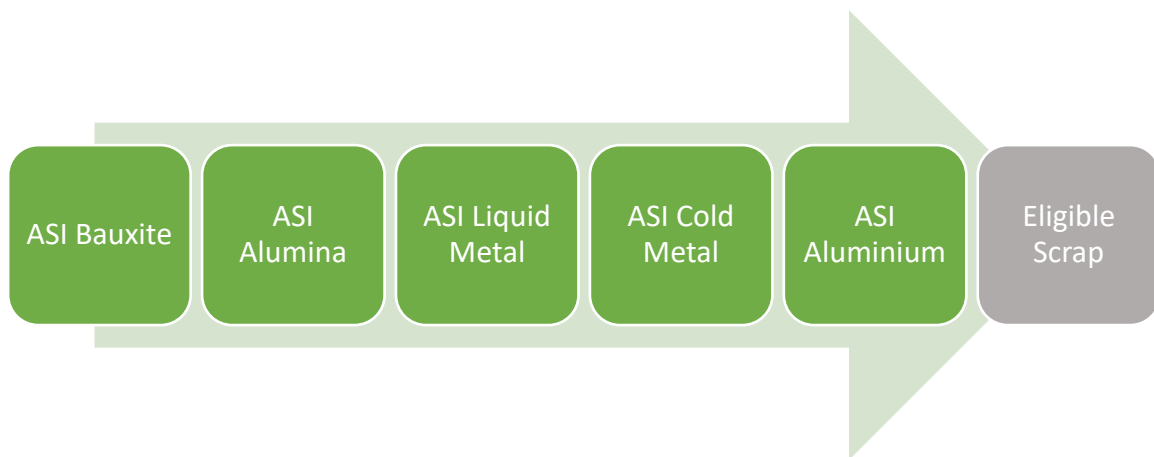 ASI Bauxite
ASI
Alumina
ASI Liquid
Metal
ASI Cold
Metal
ASI
Aluminium
Eligible
Scrap